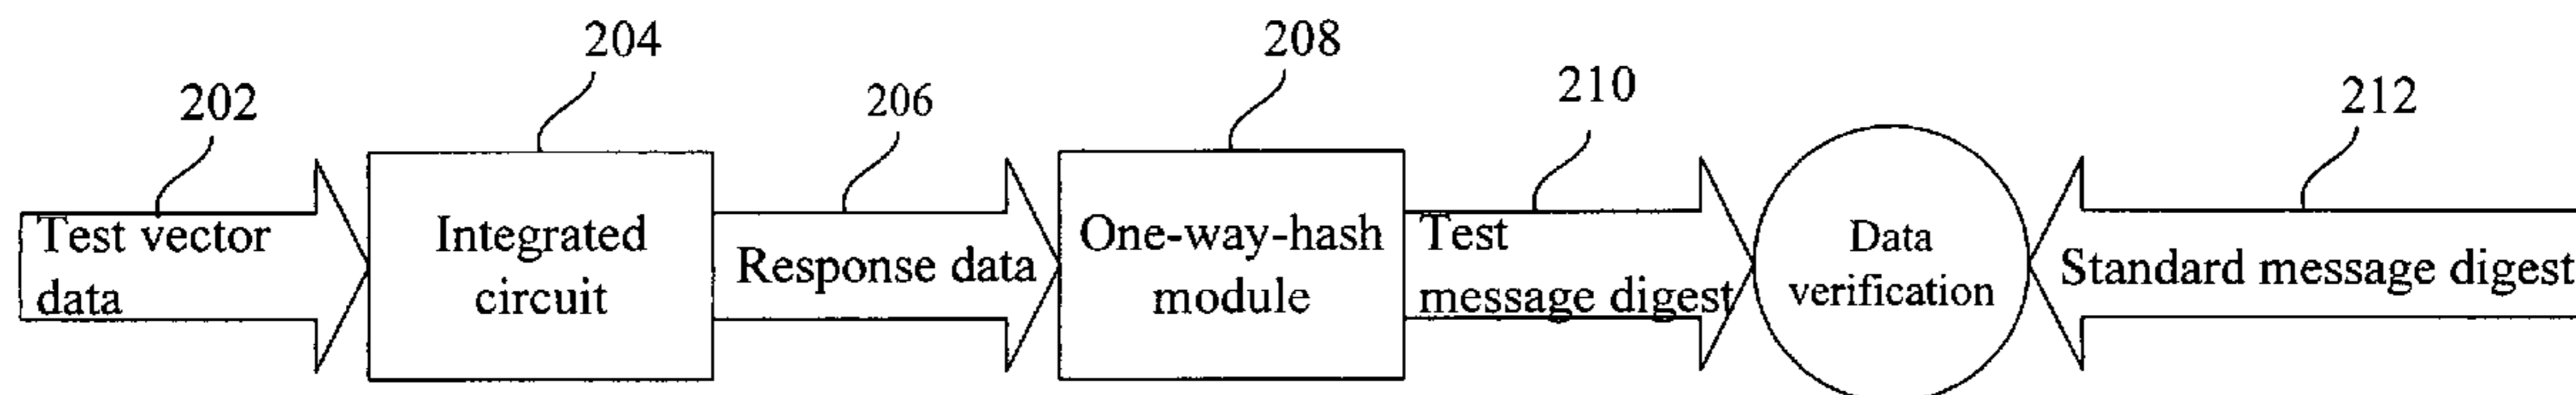 202
204
206
208
210
212
Test vector
data
Integrated
circuit
Response data
One-way-hash
module
Test
message digest
Data
verification
Standard message digest